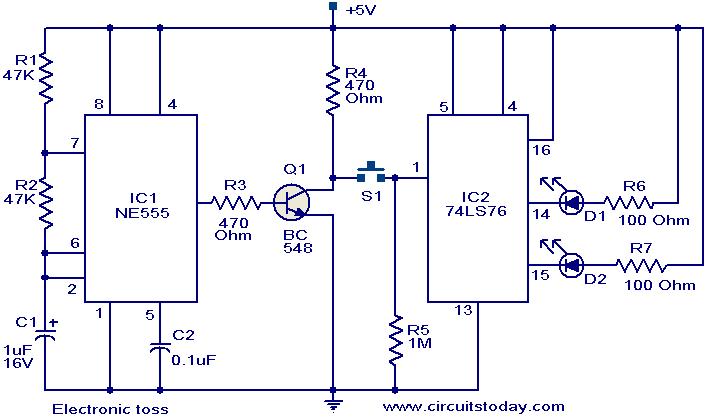 +5V
R1
47K
8
4
R4
470
Ohm
5
4
7
16
IC1
NE555
R2
47K
R3
470
Ohm
Q1
BC
548
S1
1
IC2
74LS76
R6
14
D1
100 Ohm
6
2
R7
15
D2
100 Ohm
1
5
13
C1
+
1uF
16V
C2
0.1uF
R5
1M
Electronic toss
www.circuitstoday.com